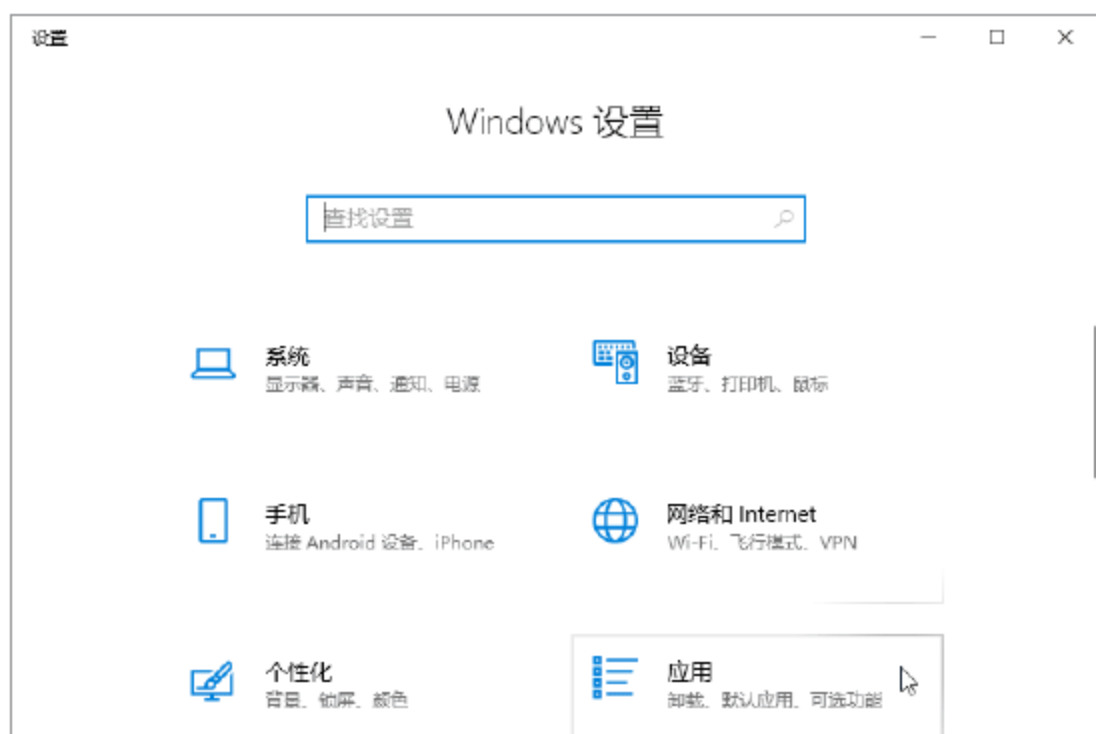 设置
Windows 设置
查找设置
系统
显示器、声音、通知、电源
设备
蓝牙、打印机、鼠标
手机
连接 Android 设备、iPhone
网络和 Internet
Wi-Fi、飞行模式、VPN
个性化
背景、锁屏、颜色
应用
卸载、默认应用、可选功能